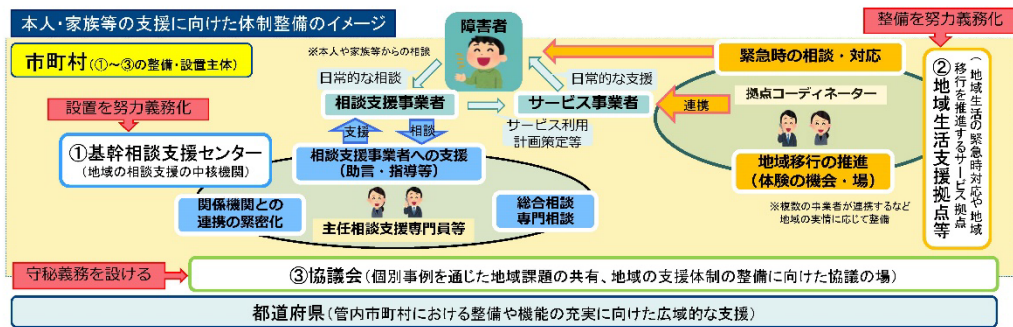 本人・家族等の支援に向けた体制整備のイメージ
市町村(①～③の整備・設置主体)
設置を努力義務化
①基幹相談支援センター
(地域の相談支援の中核機関)
障害者
※本人や家族等からの相談
日常的な相談
日常的な支援
相談支援事業者
サービス事業者
サービス利用
計画策定等
支援
相談
相談支援事業者への支援
(助言・指導等)
関係機関との
連携の緊密化
主任相談支援専門員等
総合相談
専門相談
整備を努力義務化
緊急時の相談・対応
拠点コーディネーター
連携
地域移行の推進
(体験の機会・場)
※複数の事業者が連携するなど
地域の実情に応じて整備
②地域生活支援拠点等
(地域生活の緊急時対応や地域
移行を推進するサービス拠点)
守秘義務を設ける
③協議会(個別事例を通じた地域課題の共有、地域の支援体制の整備に向けた協議の場)
都道府県(管内市町村における整備や機能の充実に向けた広域的な支援)